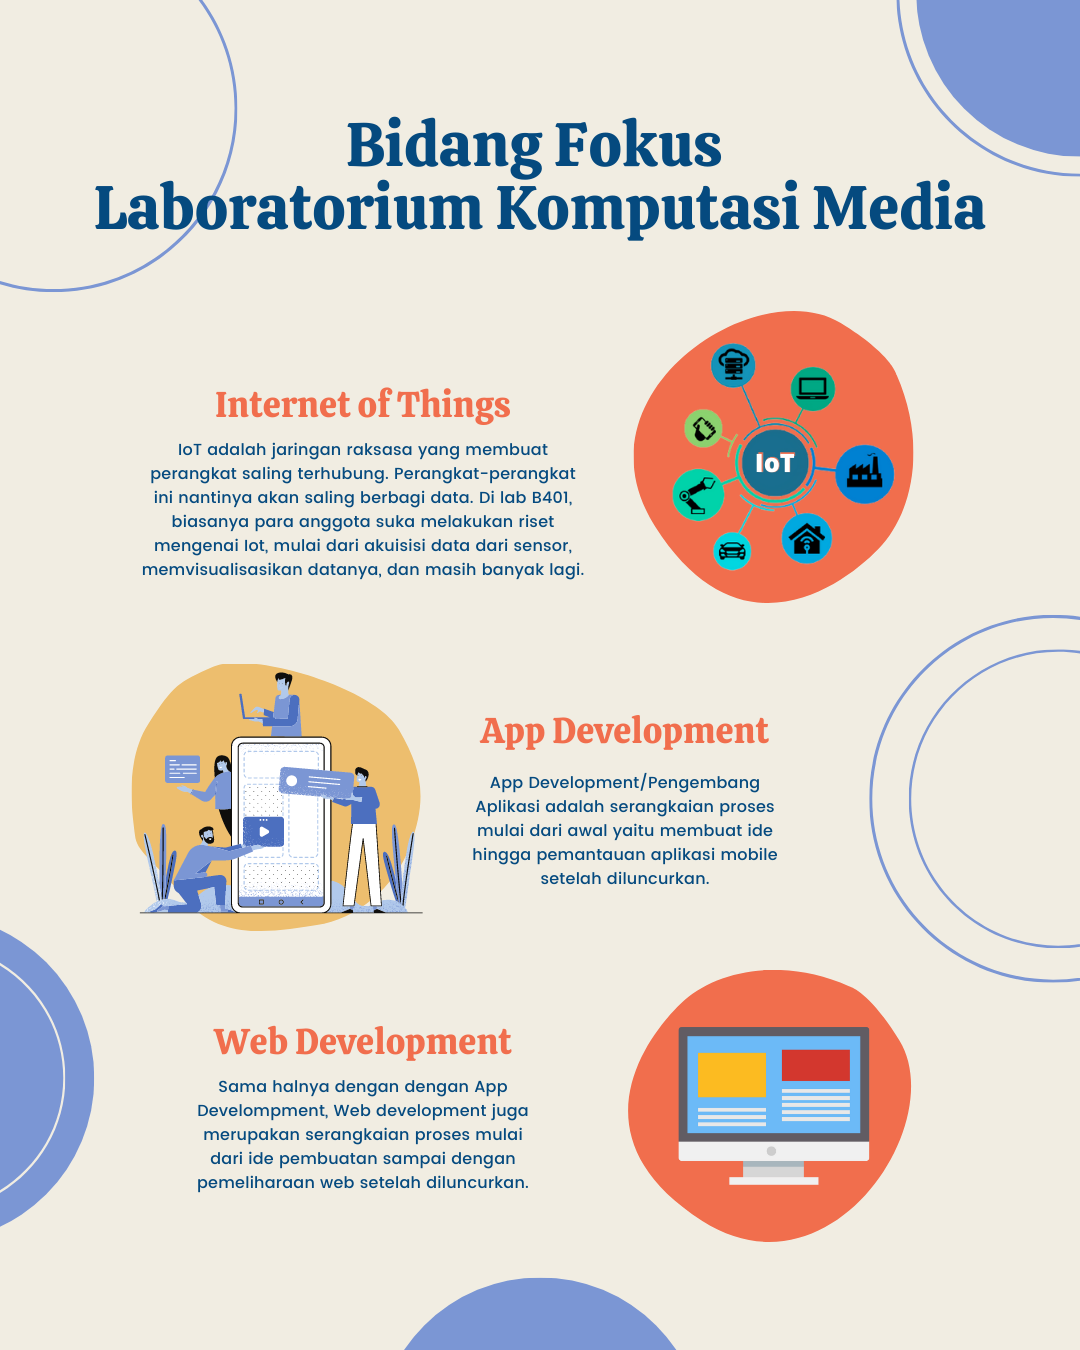 Bidang Fokus
Laboratorium Komputasi Media
Internet of Things
IoT adalah jaringan raksasa yang membuat
perangkat saling terhubung. Perangkat-perangkat
ini nantinya akan saling berbagi data. Di lab B401,
biasanya para anggota suka melakukan riset
mengenai Iot, mulai dari akuisisi data dari sensor,
memvisualisasikan datanya, dan masih banyak lagi.
IoT
App Development
App Development/Pengembang
Aplikasi adalah serangkaian proses
mulai dari awal yaitu membuat ide
hingga pemantauan aplikasi mobile
setelah diluncurkan.
Web Development
Sama halnya dengan dengan App
Develompment, Web development juga
merupakan serangkaian proses mulai
dari ide pembuatan sampai dengan
pemeliharaan web setelah diluncurkan.